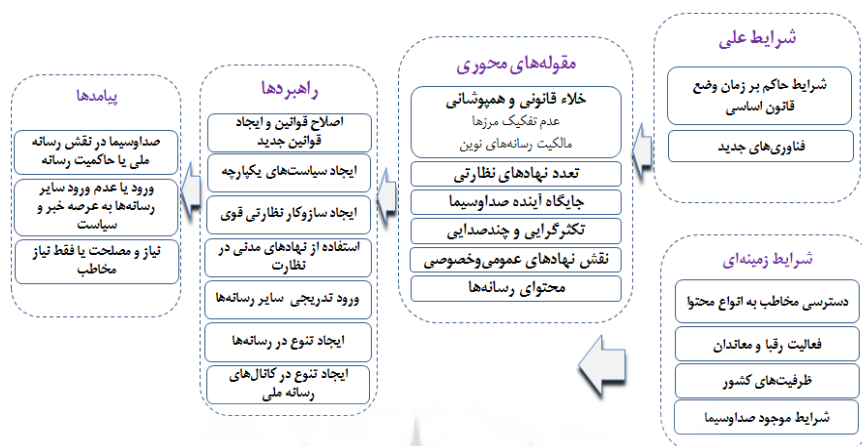 شرایط علی
شرایط حاکم بر زمان وضع
قانون اساسی
فناوری‌های جدید
شرایط زمینه‌ای
دسترسی مخاطب به انواع محتوا
فعالیت رقبا و معاندان
ظرفیت‌های کشور
شرایط موجود صداوسیما
مقوله‌های محوری
خلاء قانونی و همپوشانی
عدم تفکیک مرزها
مالکیت رسانه‌های نوین
تعدد نهادهای نظارتی
جایگاه آینده صداوسیما
تکثرگرایی و چندصدایی
نقش نهادهای عمومی‌وخصوصی
محتوای رسانه‌ها
راهبردها
اصلاح قوانین و ایجاد
قوانین جدید
ایجاد سیاست‌های یکپارچه
ایجاد سازوکار نظارتی قوی
استفاده از نهادهای مدنی در
نظارت
ورود تدریجی سایر رسانه‌ها
ایجاد تنوع در رسانه‌ها
ایجاد تنوع در کانال‌های
رسانه ملی
پیامدها
صداوسیما در نقش رسانه
ملی یا حاکمیت رسانه
ورود یا عدم ورود سایر
رسانه‌ها به عرصه خبر و
سیاست
نیاز و مصلحت یا فقط نیاز
مخاطب